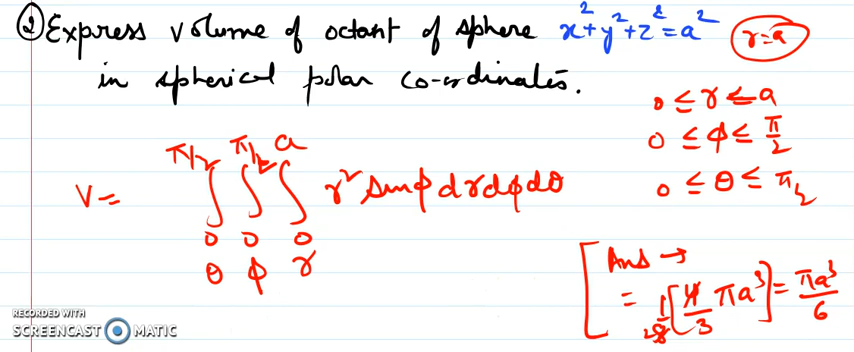 ② Express volume of octant of sphere x²+y²+z²=a² r=a
in spherical polar co-ordinates.
0 ≤ r ≤ a
0 ≤ ϕ ≤ π/2
0 ≤ θ ≤ π/2
V = ∫₀^{π/2} ∫₀^{π/2} ∫₀^{a} r² sinϕ dr dϕ dθ
θ ϕ r
[Ans →
= 1/8 [4/3 πa³] = πa³/6
RECORDED WITH
SCREENCAST MATIC